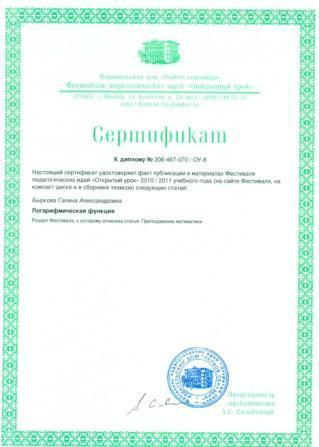 Издательский дом «Первое сентября»
Фестиваль педагогических идей «Открытый урок»
121165, г. Москва, ул. Киевская, д. 24; тел.: (499) 249-52-53
http://festival.1september.ru
Сертификат
К диплому № 206-467-070 / ОУ-8
Настоящий сертификат удостоверяет факт публикации в материалах Фестиваля
педагогических идей «Открытый урок» 2010 / 2011 учебного года (на сайте Фестиваля, на
компакт-диске и в сборнике тезисов) следующих статей:
Быркова Галина Александровна
Логарифмическая функция
Раздел Фестиваля, к которому отнесена статья: Преподавание математики
Председатель
оргкомитета
А.С. Соловейчик